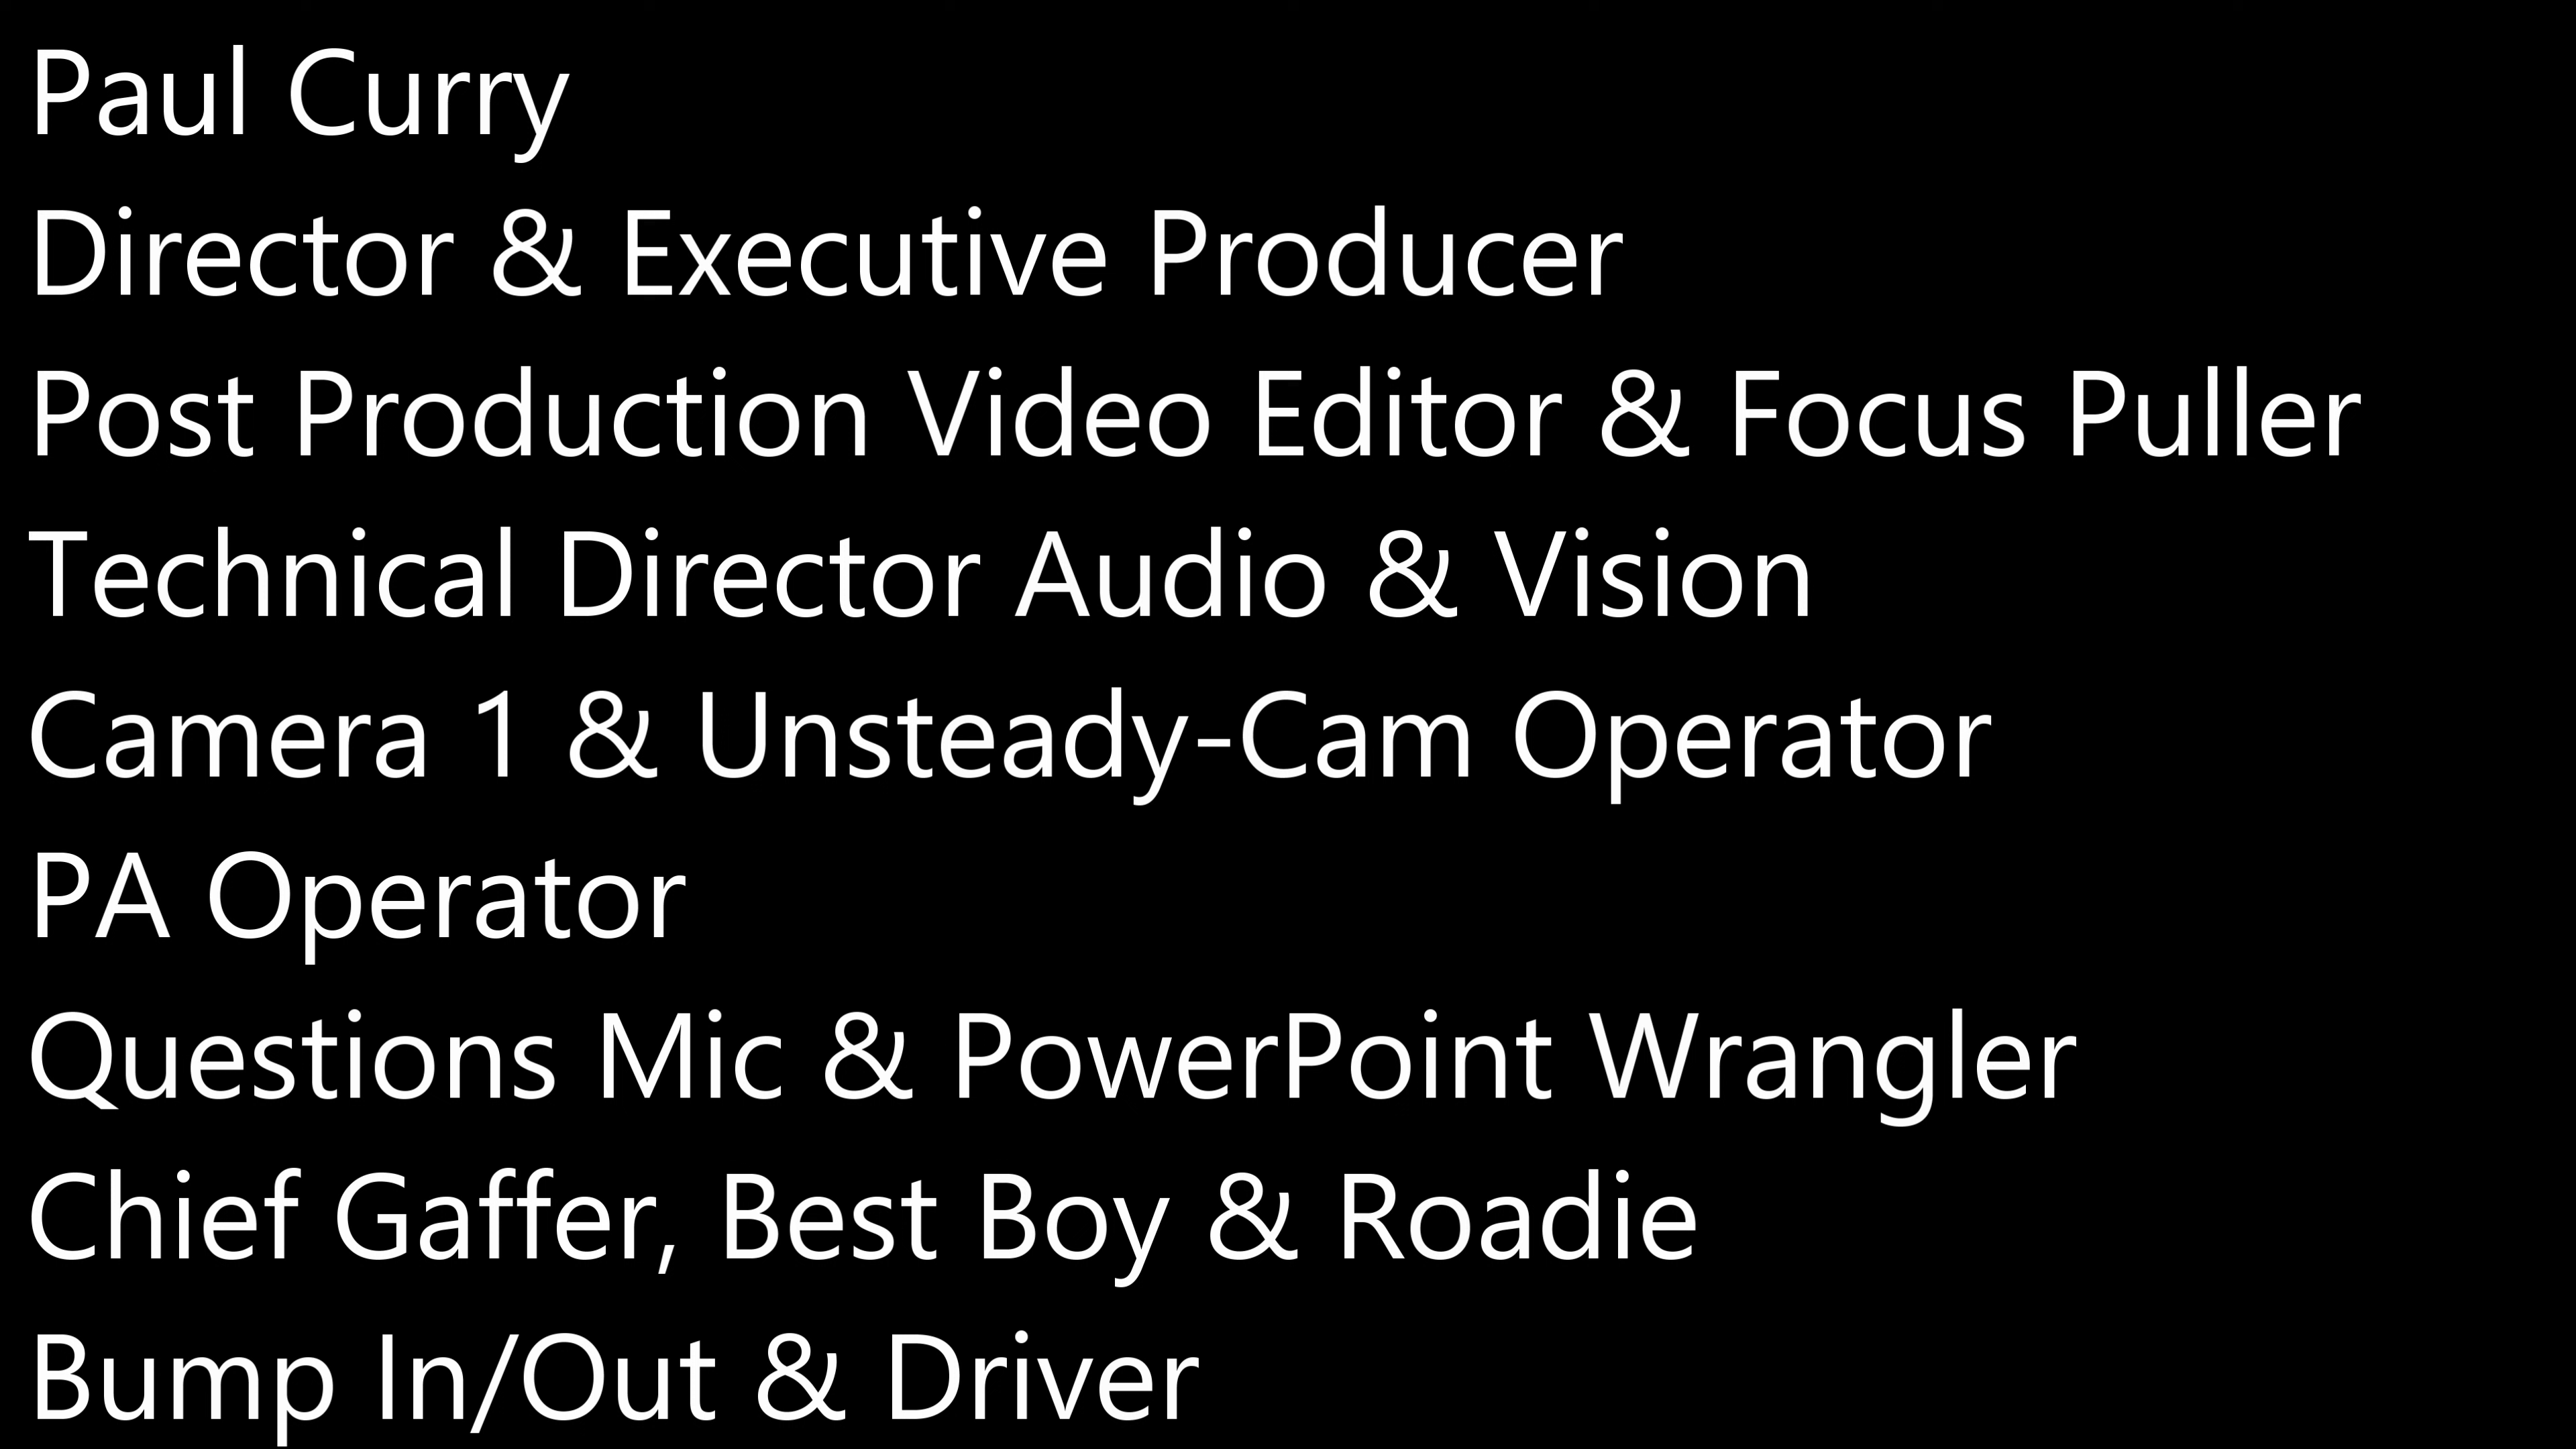 Paul Curry
Director & Executive Producer
Post Production Video Editor & Focus Puller
Technical Director Audio & Vision
Camera 1 & Unsteady-Cam Operator
PA Operator
Questions Mic & PowerPoint Wrangler
Chief Gaffer, Best Boy & Roadie
Bump In/Out & Driver